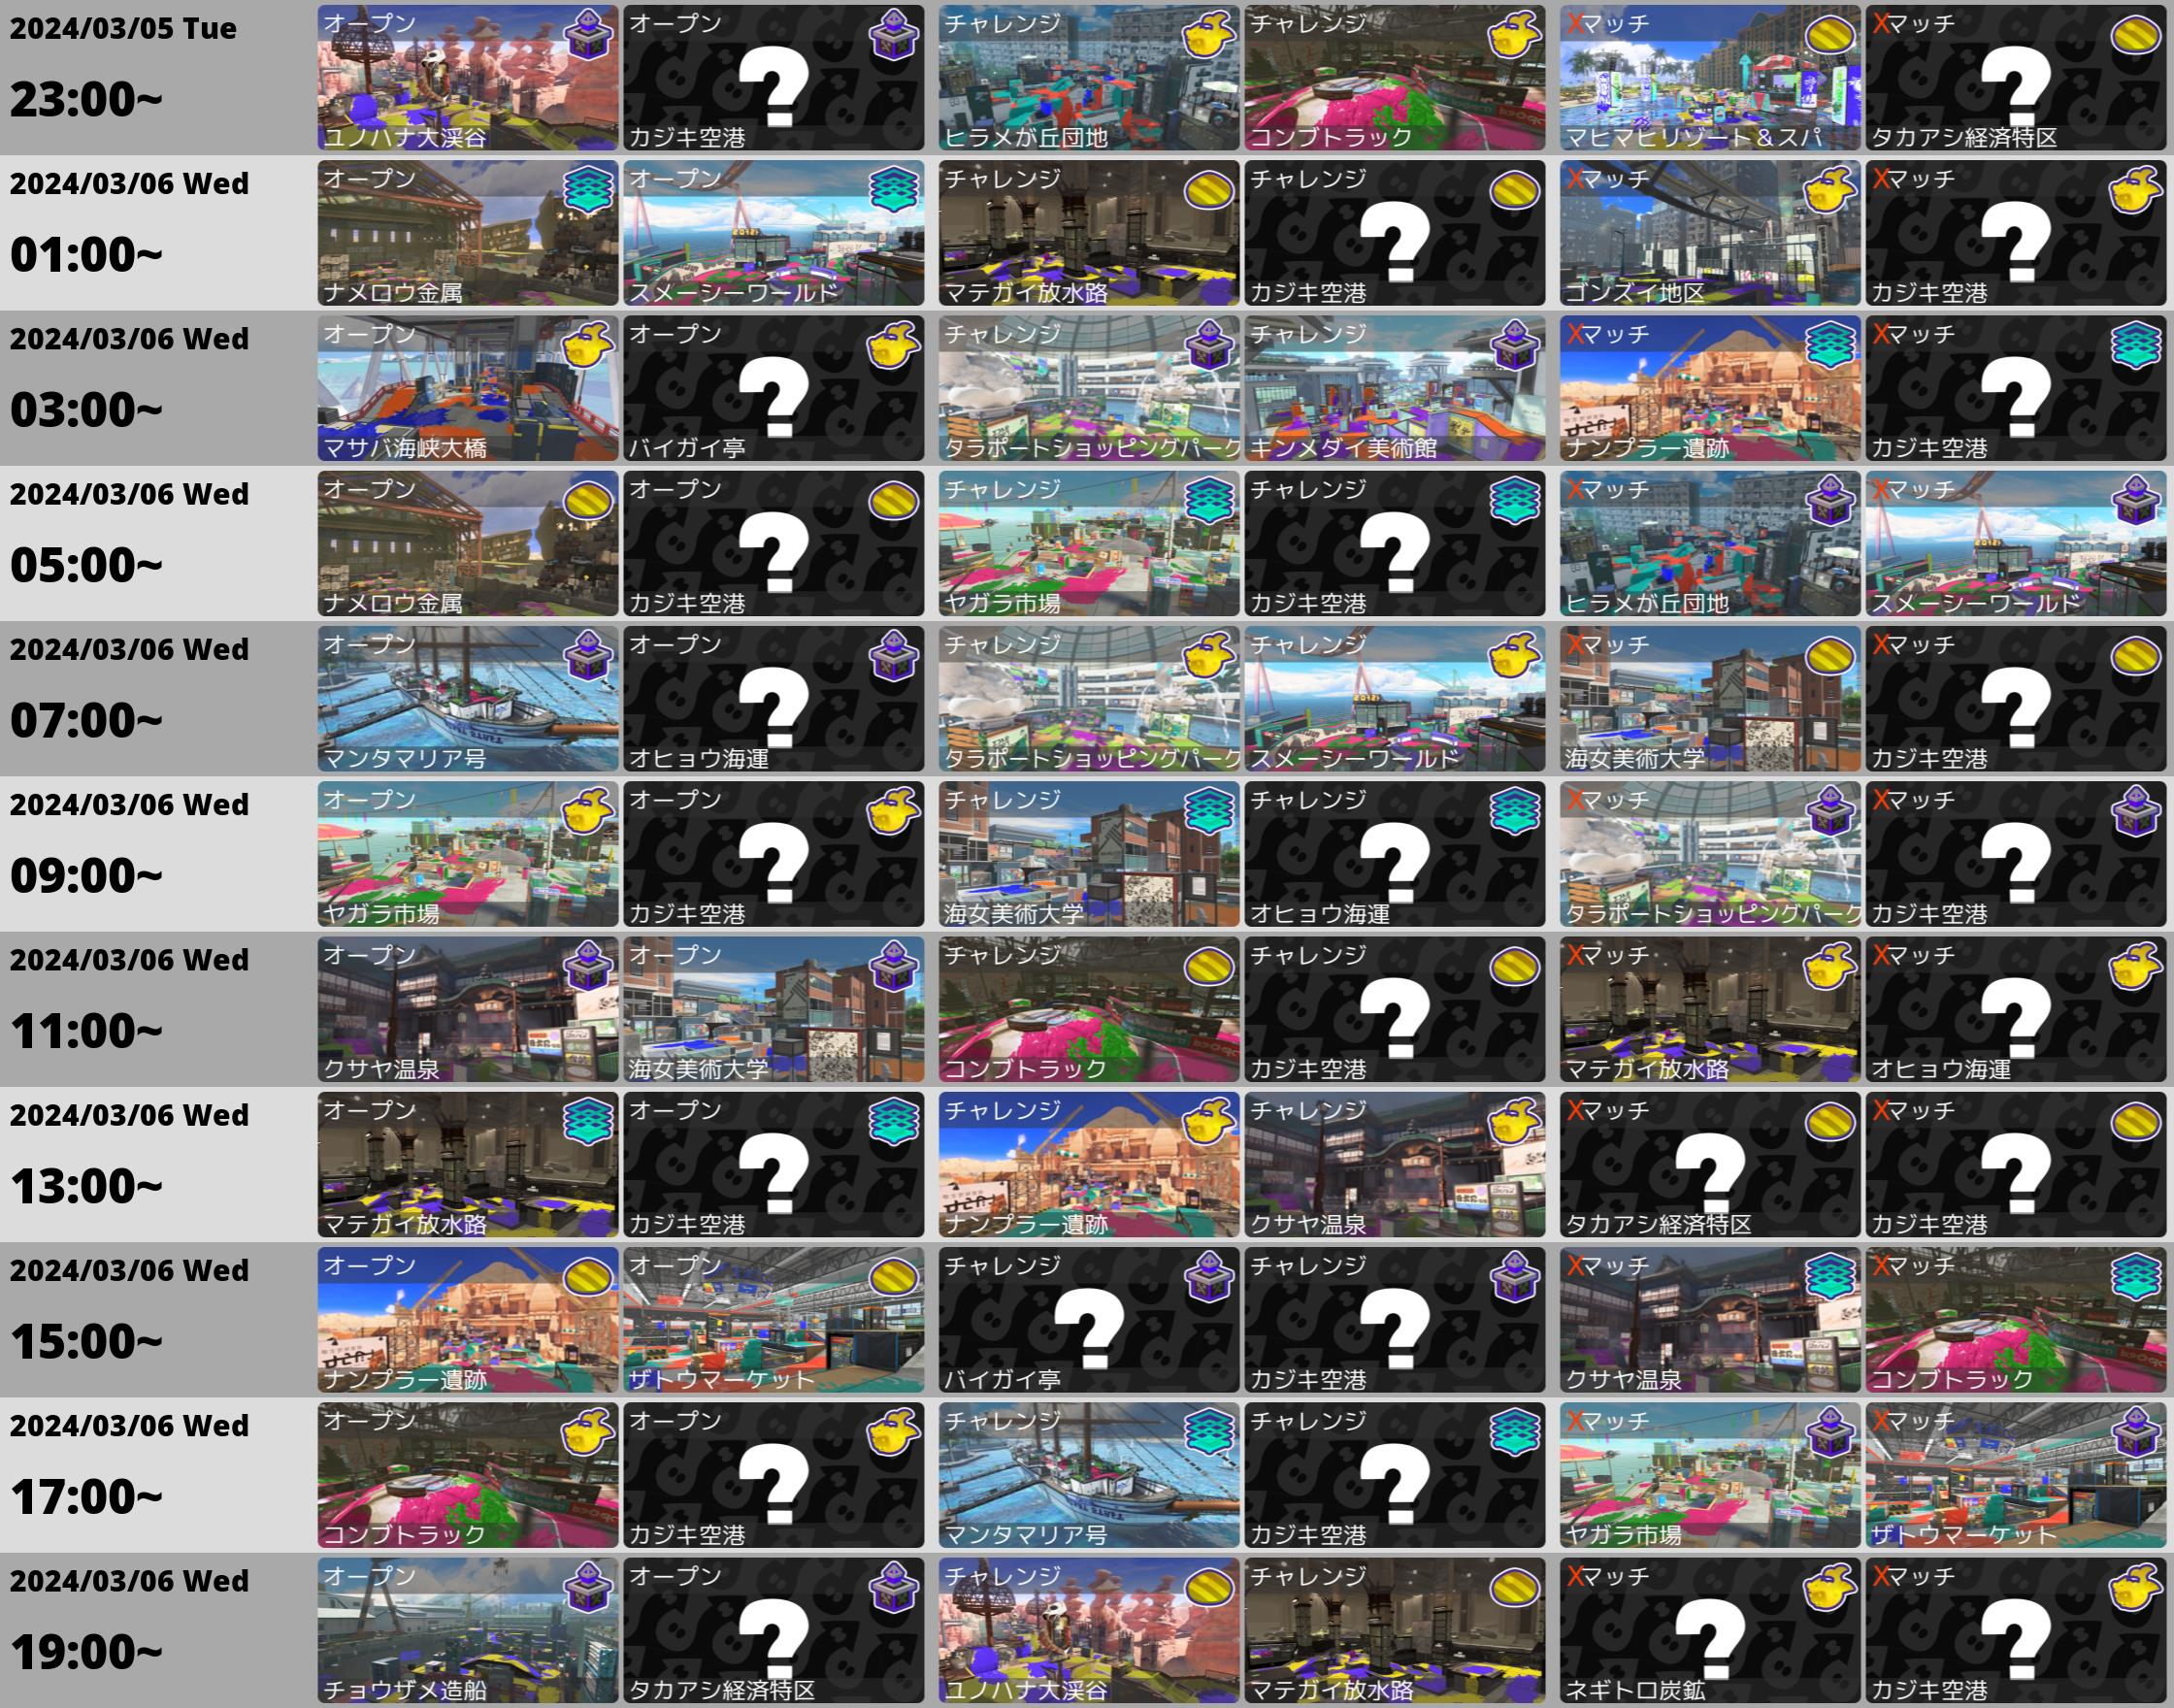 2024/03/05 Tue
23:00~
オープン
ユノハナ大渓谷
オープン
カジキ空港
チャレンジ
ヒラメが丘団地
チャレンジ
コンブトラック
Xマッチ
マヒマヒリゾート＆スパ
Xマッチ
タカアシ経済特区
2024/03/06 Wed
01:00~
オープン
ナメロウ金属
オープン
スメーシーワールド
チャレンジ
マテガイ放水路
チャレンジ
カジキ空港
Xマッチ
ゴンズイ地区
Xマッチ
カジキ空港
2024/03/06 Wed
03:00~
オープン
マサバ海峡大橋
オープン
バイガイ亭
チャレンジ
タラポートショッピングパーク
チャレンジ
キンメダイ美術館
Xマッチ
ナンプラー遺跡
Xマッチ
カジキ空港
2024/03/06 Wed
05:00~
オープン
ナメロウ金属
オープン
カジキ空港
チャレンジ
ヤガラ市場
チャレンジ
カジキ空港
Xマッチ
ヒラメが丘団地
Xマッチ
スメーシーワールド
2024/03/06 Wed
07:00~
オープン
マンタマリア号
オープン
オヒョウ海運
チャレンジ
タラポートショッピングパーク
チャレンジ
スメーシーワールド
Xマッチ
海女美術大学
Xマッチ
カジキ空港
2024/03/06 Wed
09:00~
オープン
ヤガラ市場
オープン
カジキ空港
チャレンジ
海女美術大学
チャレンジ
オヒョウ海運
Xマッチ
タラポートショッピングパーク
Xマッチ
カジキ空港
2024/03/06 Wed
11:00~
オープン
クサヤ温泉
オープン
海女美術大学
チャレンジ
コンブトラック
チャレンジ
カジキ空港
Xマッチ
マテガイ放水路
Xマッチ
オヒョウ海運
2024/03/06 Wed
13:00~
オープン
マテガイ放水路
オープン
カジキ空港
チャレンジ
ナンプラー遺跡
チャレンジ
クサヤ温泉
Xマッチ
タカアシ経済特区
Xマッチ
カジキ空港
2024/03/06 Wed
15:00~
オープン
ナンプラー遺跡
オープン
ザトウマーケット
チャレンジ
バイガイ亭
チャレンジ
カジキ空港
Xマッチ
クサヤ温泉
Xマッチ
コンブトラック
2024/03/06 Wed
17:00~
オープン
コンブトラック
オープン
カジキ空港
チャレンジ
マンタマリア号
チャレンジ
カジキ空港
Xマッチ
ヤガラ市場
Xマッチ
ザトウマーケット
2024/03/06 Wed
19:00~
オープン
チョウザメ造船
オープン
タカアシ経済特区
チャレンジ
ユノハナ大渓谷
チャレンジ
マテガイ放水路
Xマッチ
ネギトロ炭鉱
Xマッチ
カジキ空港